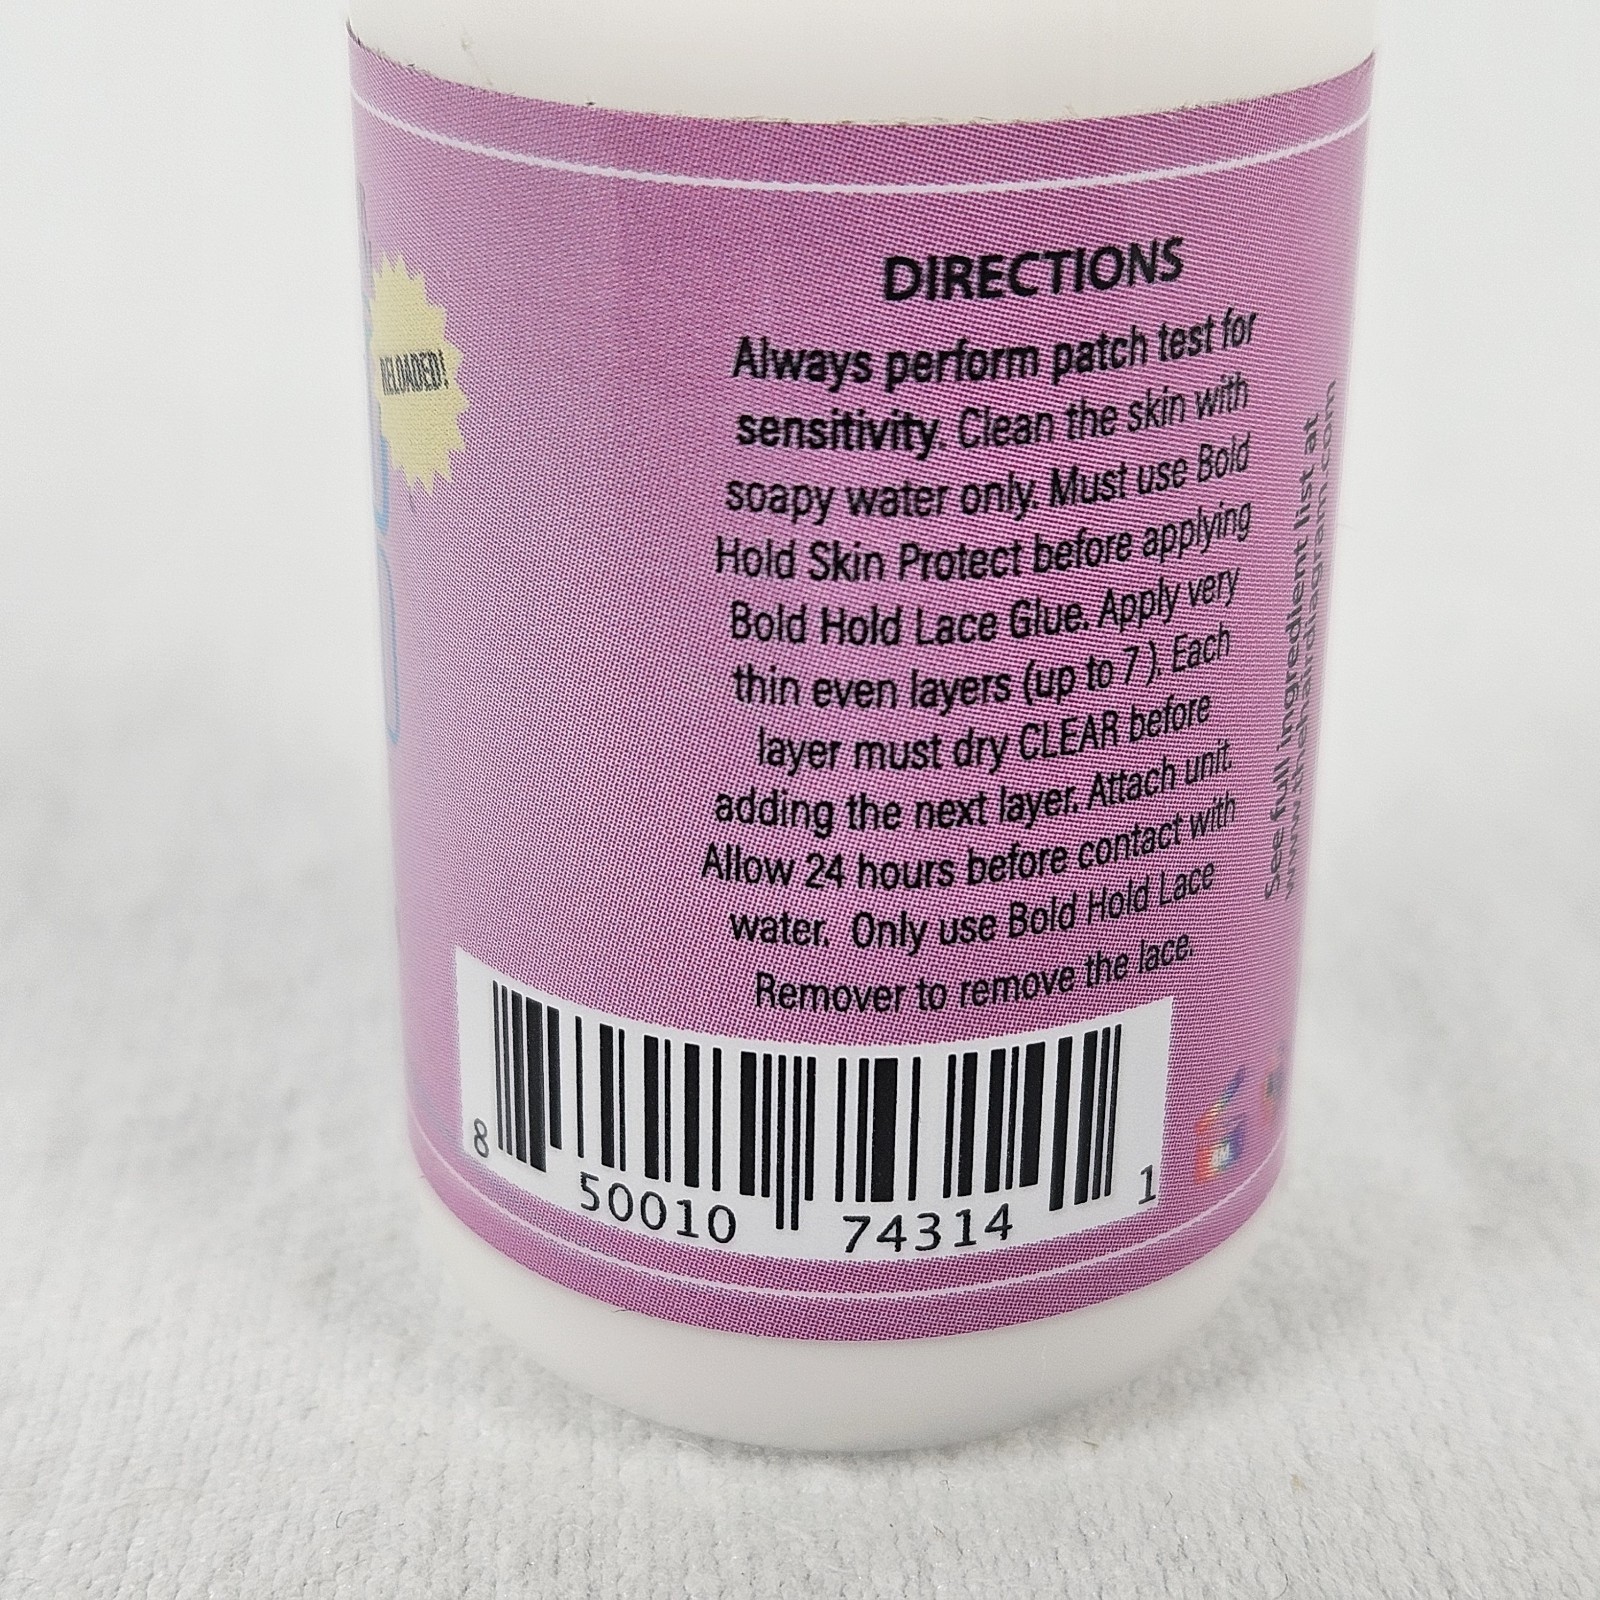 RELOADED!
DIRECTIONS
Always perform patch test for
sensitivity. Clean the skin with
soapy water only. Must use Bold
Hold Skin Protect before applying
Bold Hold Lace Glue. Apply very
thin even layers (up to 7 ). Each
layer must dry CLEAR before
adding the next layer. Attach unit.
Allow 24 hours before contact with
water. Only use Bold Hold Lace
Remover to remove the lace.
See full ingredient list at
www.thehairdiagram.com
8 50010 74314 1